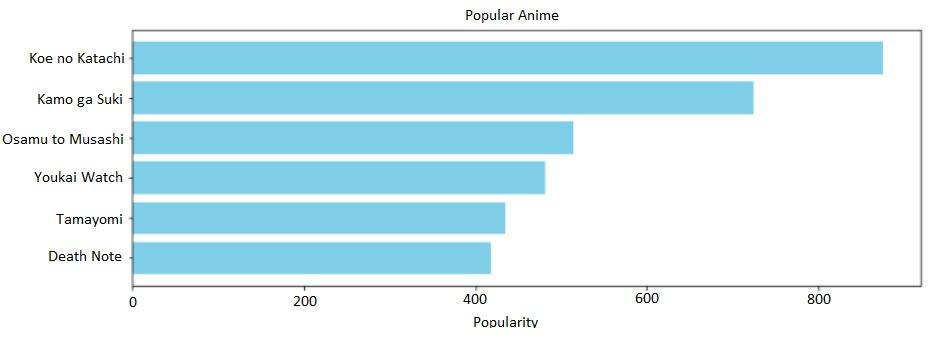 Popular Anime
Koe no Katachi
Kamo ga Suki
Osamu to Musashi
Youkai Watch
Tamayomi
Death Note
0 200 400 600 800
Popularity